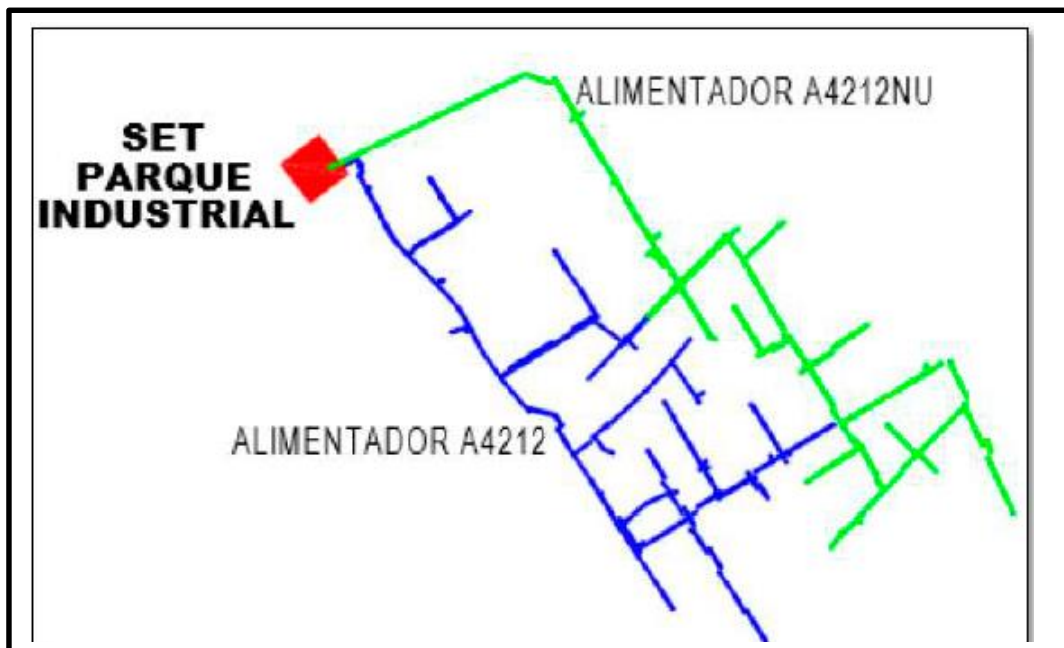 ALIMENTADOR A4212NU
SET
PARQUE
INDUSTRIAL
ALIMENTADOR A4212